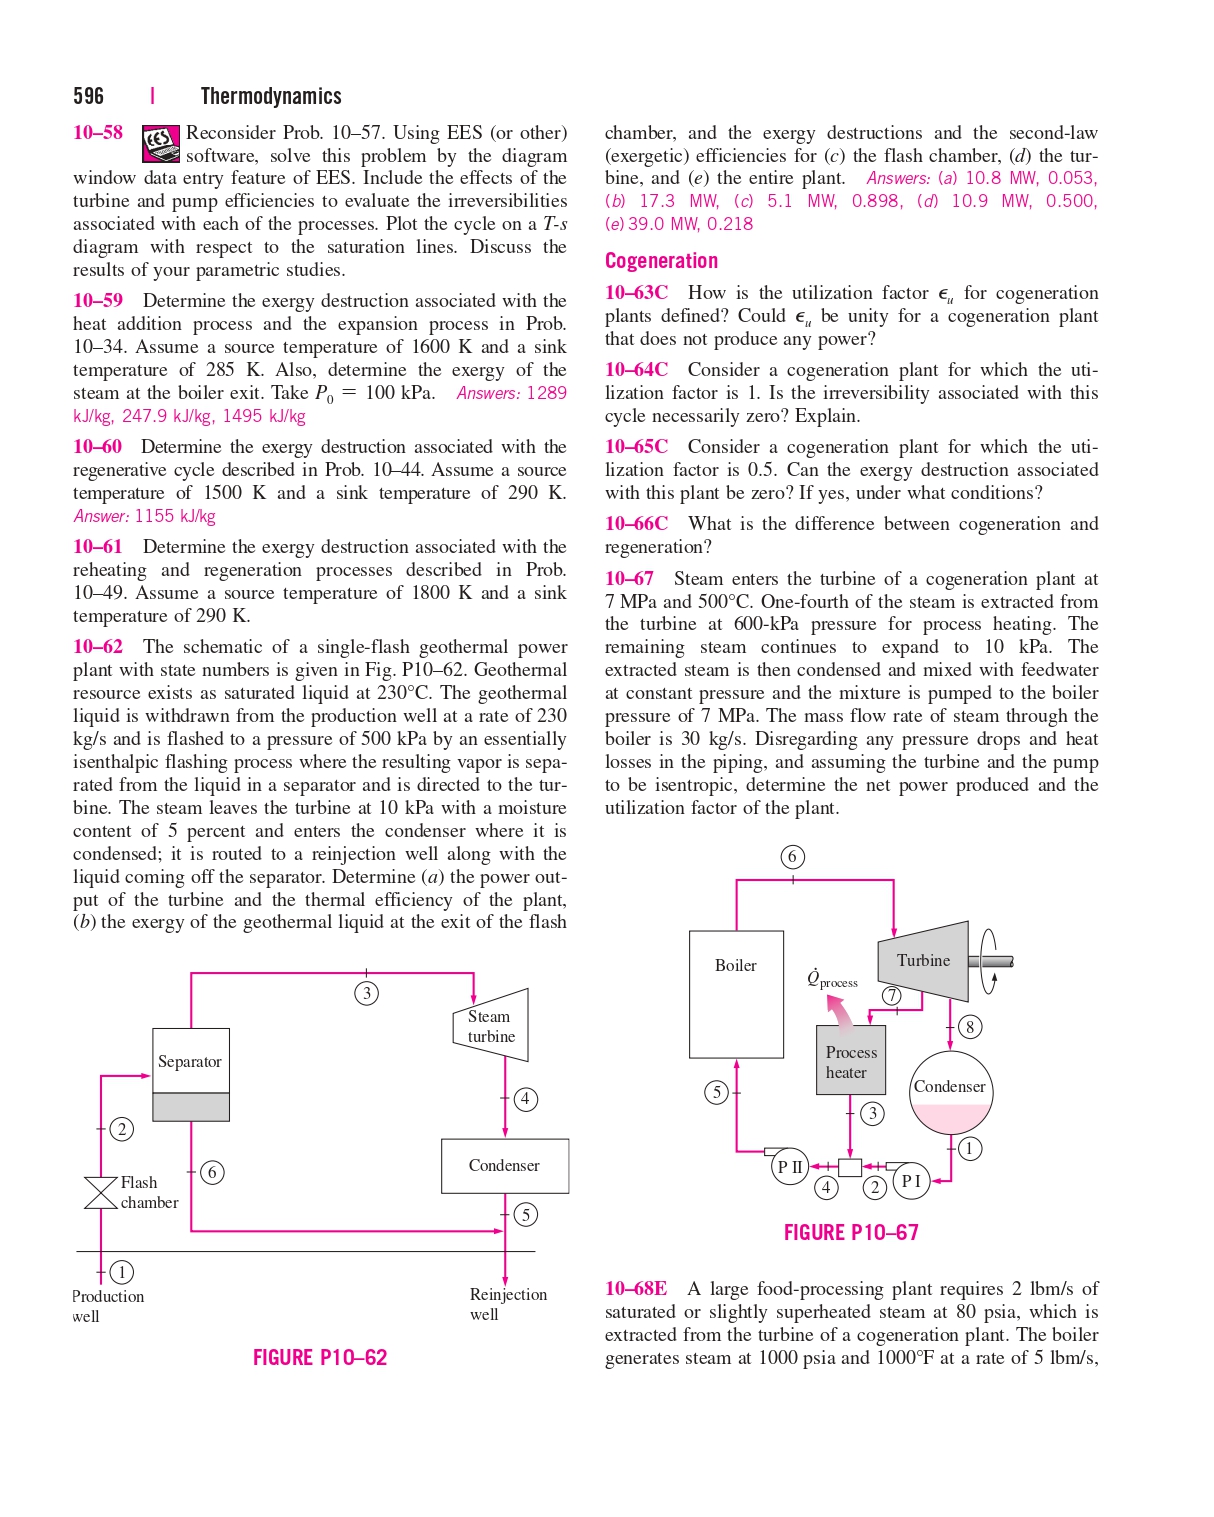 596 | Thermodynamics
10–58 EES Reconsider Prob. 10–57. Using EES (or other)
software, solve this problem by the diagram
window data entry feature of EES. Include the effects of the
turbine and pump efficiencies to evaluate the irreversibilities
associated with each of the processes. Plot the cycle on a T-s
diagram with respect to the saturation lines. Discuss the
results of your parametric studies.
10–59 Determine the exergy destruction associated with the
heat addition process and the expansion process in Prob.
10–34. Assume a source temperature of 1600 K and a sink
temperature of 285 K. Also, determine the exergy of the
steam at the boiler exit. Take P₀ = 100 kPa. Answers: 1289
kJ/kg, 247.9 kJ/kg, 1495 kJ/kg
10–60 Determine the exergy destruction associated with the
regenerative cycle described in Prob. 10–44. Assume a source
temperature of 1500 K and a sink temperature of 290 K.
Answer: 1155 kJ/kg
10–61 Determine the exergy destruction associated with the
reheating and regeneration processes described in Prob.
10–49. Assume a source temperature of 1800 K and a sink
temperature of 290 K.
10–62 The schematic of a single-flash geothermal power
plant with state numbers is given in Fig. P10–62. Geothermal
resource exists as saturated liquid at 230°C. The geothermal
liquid is withdrawn from the production well at a rate of 230
kg/s and is flashed to a pressure of 500 kPa by an essentially
isenthalpic flashing process where the resulting vapor is sepa-
rated from the liquid in a separator and is directed to the tur-
bine. The steam leaves the turbine at 10 kPa with a moisture
content of 5 percent and enters the condenser where it is
condensed; it is routed to a reinjection well along with the
liquid coming off the separator. Determine (a) the power out-
put of the turbine and the thermal efficiency of the plant,
(b) the exergy of the geothermal liquid at the exit of the flash
3
Steam
turbine
Separator
4
2
Condenser
6
Flash
chamber
5
1
Production
well
Reinjection
well
FIGURE P10–62
chamber, and the exergy destructions and the second-law
(exergetic) efficiencies for (c) the flash chamber, (d) the tur-
bine, and (e) the entire plant. Answers: (a) 10.8 MW, 0.053,
(b) 17.3 MW, (c) 5.1 MW, 0.898, (d) 10.9 MW, 0.500,
(e) 39.0 MW, 0.218
Cogeneration
10–63C How is the utilization factor ϵᵤ for cogeneration
plants defined? Could ϵᵤ be unity for a cogeneration plant
that does not produce any power?
10–64C Consider a cogeneration plant for which the uti-
lization factor is 1. Is the irreversibility associated with this
cycle necessarily zero? Explain.
10–65C Consider a cogeneration plant for which the uti-
lization factor is 0.5. Can the exergy destruction associated
with this plant be zero? If yes, under what conditions?
10–66C What is the difference between cogeneration and
regeneration?
10–67 Steam enters the turbine of a cogeneration plant at
7 MPa and 500°C. One-fourth of the steam is extracted from
the turbine at 600-kPa pressure for process heating. The
remaining steam continues to expand to 10 kPa. The
extracted steam is then condensed and mixed with feedwater
at constant pressure and the mixture is pumped to the boiler
pressure of 7 MPa. The mass flow rate of steam through the
boiler is 30 kg/s. Disregarding any pressure drops and heat
losses in the piping, and assuming the turbine and the pump
to be isentropic, determine the net power produced and the
utilization factor of the plant.
6
Boiler
Turbine
Q̇process
7
8
Process
heater
Condenser
5
3
1
P II
4
2
P I
FIGURE P10–67
10–68E A large food-processing plant requires 2 lbm/s of
saturated or slightly superheated steam at 80 psia, which is
extracted from the turbine of a cogeneration plant. The boiler
generates steam at 1000 psia and 1000°F at a rate of 5 lbm/s,